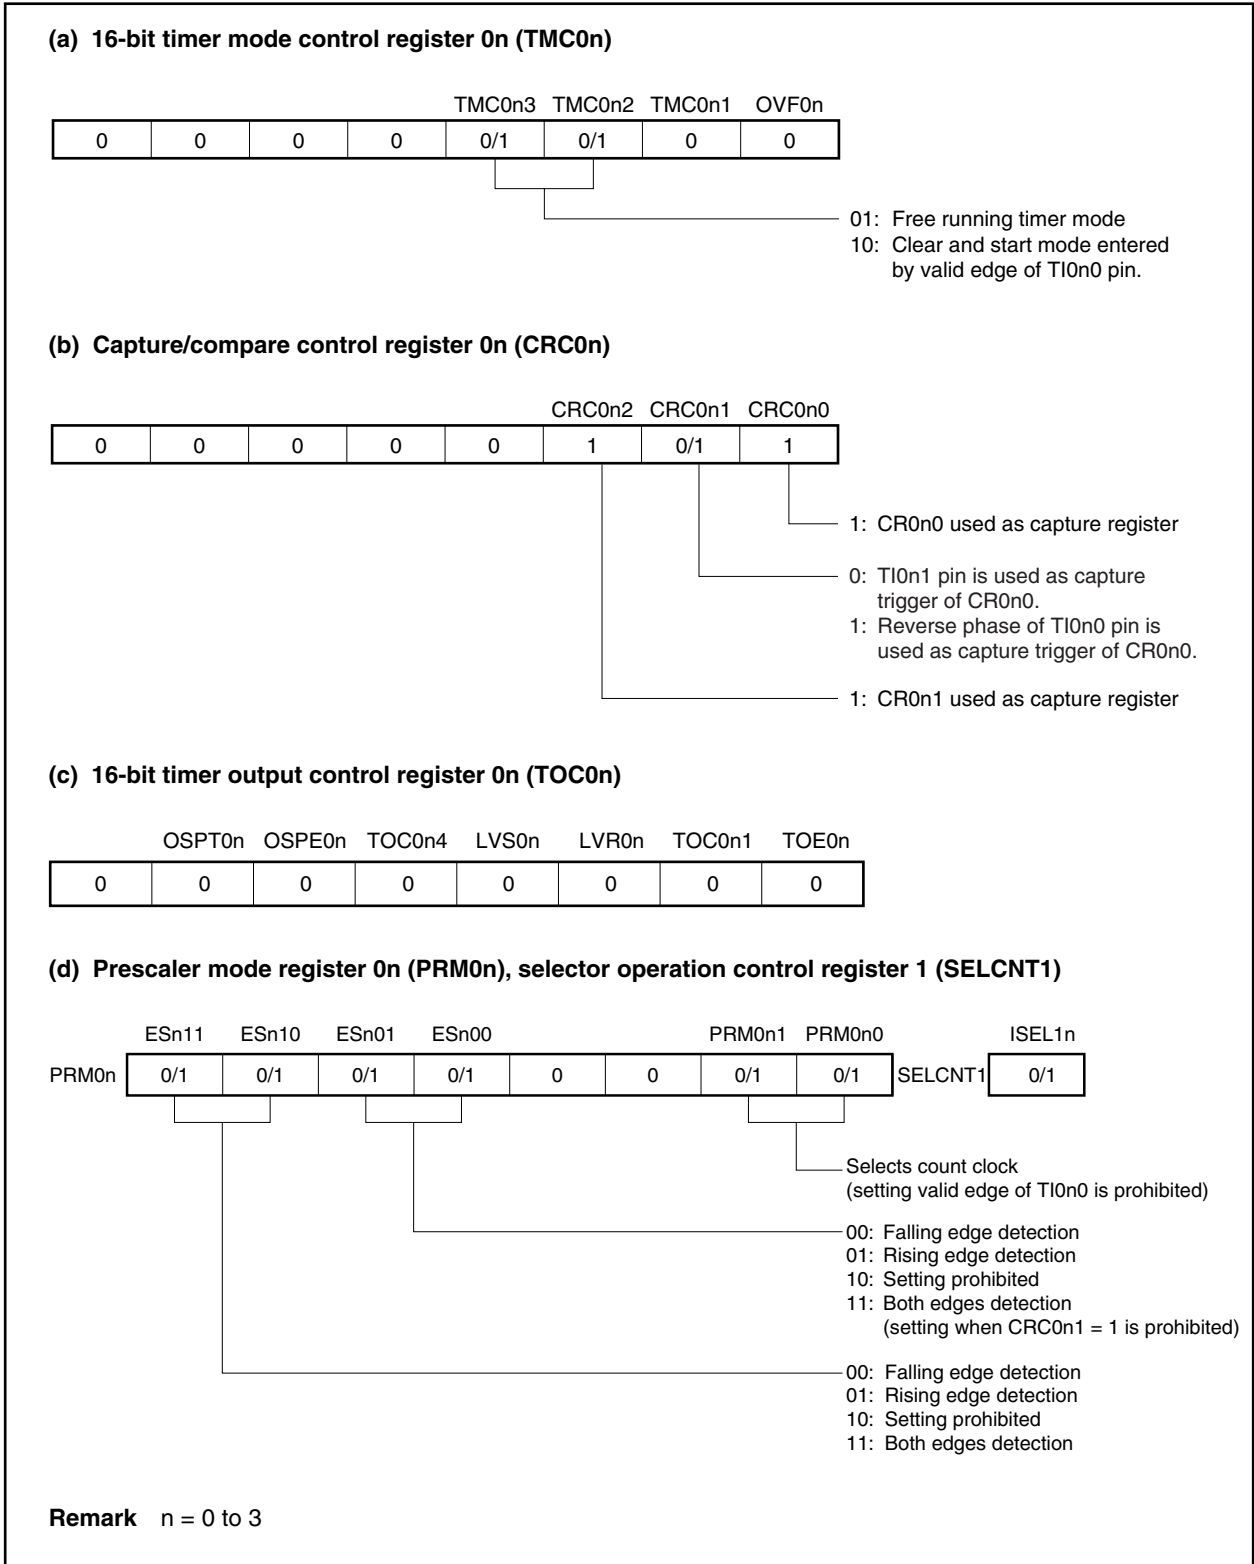 (a) 16-bit timer mode control register 0n (TMC0n)
TMC0n3 TMC0n2 TMC0n1 OVF0n
0 0 0 0 0/1 0/1 0 0
01: Free running timer mode
10: Clear and start mode entered
by valid edge of TI0n0 pin.
(b) Capture/compare control register 0n (CRC0n)
CRC0n2 CRC0n1 CRC0n0
0 0 0 0 0 1 0/1 1
1: CR0n0 used as capture register
0: TI0n1 pin is used as capture
trigger of CR0n0.
1: Reverse phase of TI0n0 pin is
used as capture trigger of CR0n0.
1: CR0n1 used as capture register
(c) 16-bit timer output control register 0n (TOC0n)
OSPT0n OSPE0n TOC0n4 LVS0n LVR0n TOC0n1 TOE0n
0 0 0 0 0 0 0 0
(d) Prescaler mode register 0n (PRM0n), selector operation control register 1 (SELCNT1)
ESn11 ESn10 ESn01 ESn00 PRM0n1 PRM0n0 ISEL1n
PRM0n 0/1 0/1 0/1 0/1 0 0 0/1 0/1 SELCNT1 0/1
Selects count clock
(setting valid edge of TI0n0 is prohibited)
00: Falling edge detection
01: Rising edge detection
10: Setting prohibited
11: Both edges detection
(setting when CRC0n1 = 1 is prohibited)
00: Falling edge detection
01: Rising edge detection
10: Setting prohibited
11: Both edges detection
Remark n = 0 to 3